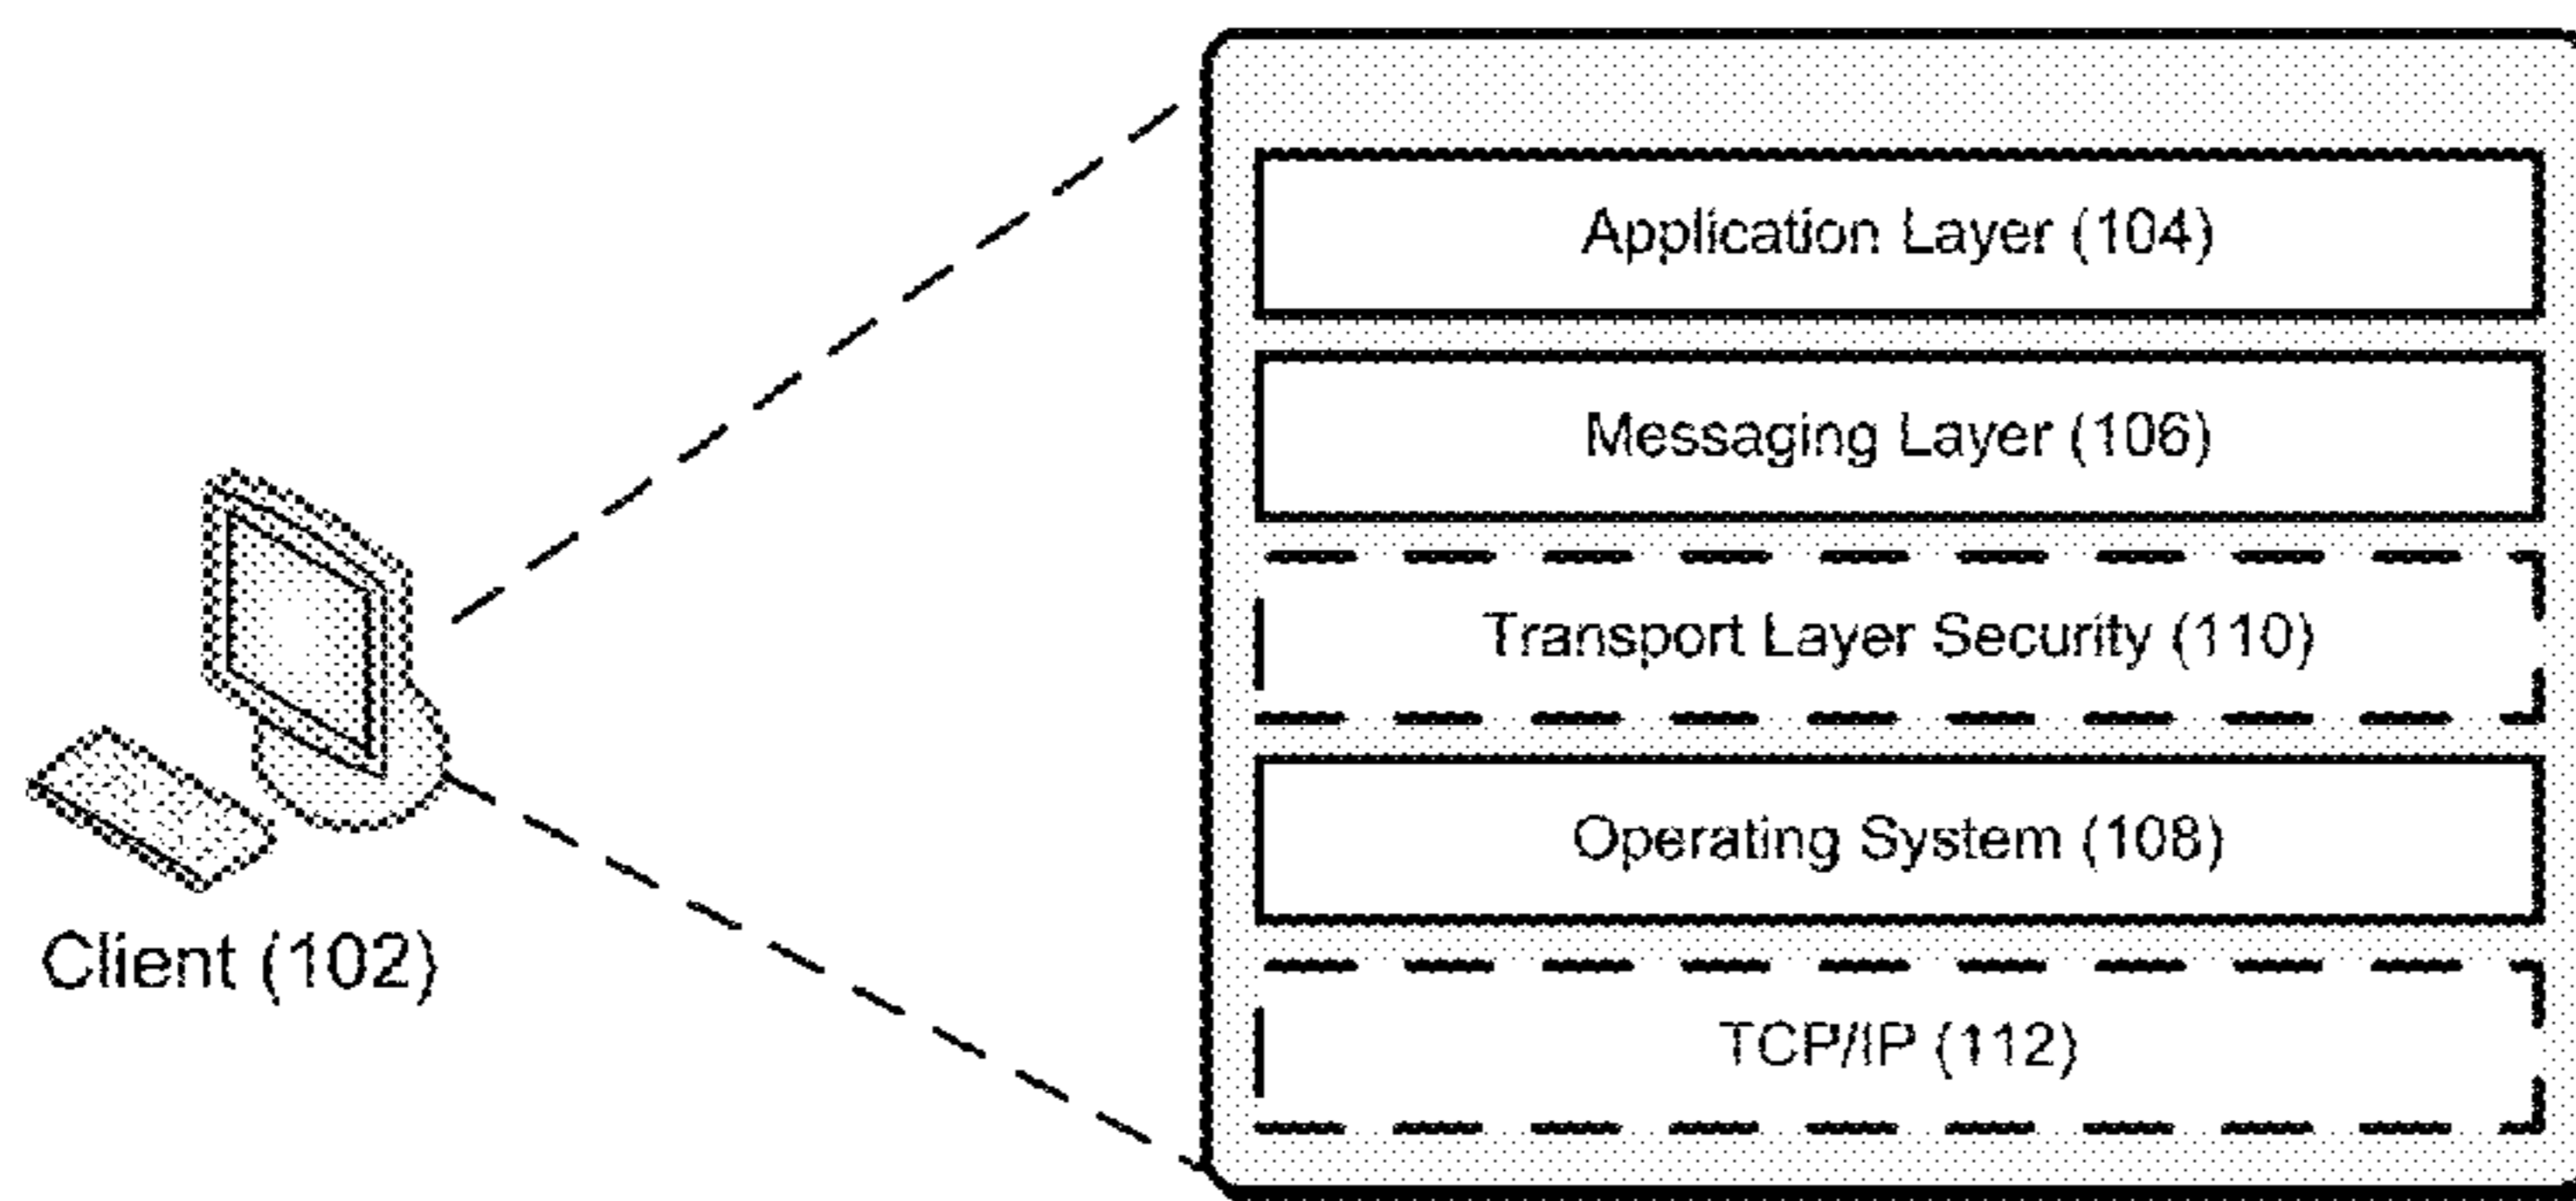 Application Layer (104)
Messaging Layer (106)
Transport Layer Security (110)
Operating System (108)
TCP/IP (112)
Client (102)